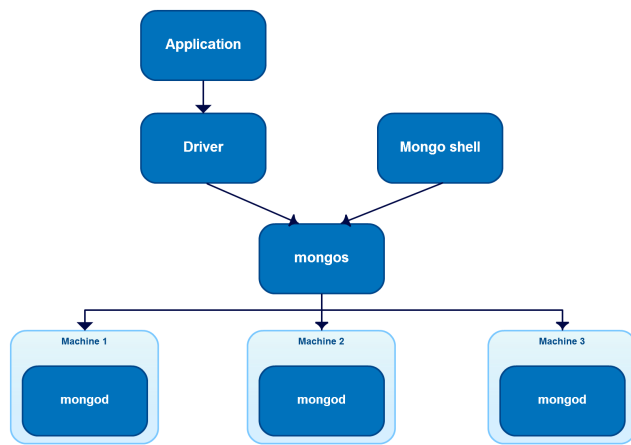 Application
Driver
Mongo shell
mongos
Machine 1
Machine 2
Machine 3
mongod
mongod
mongod